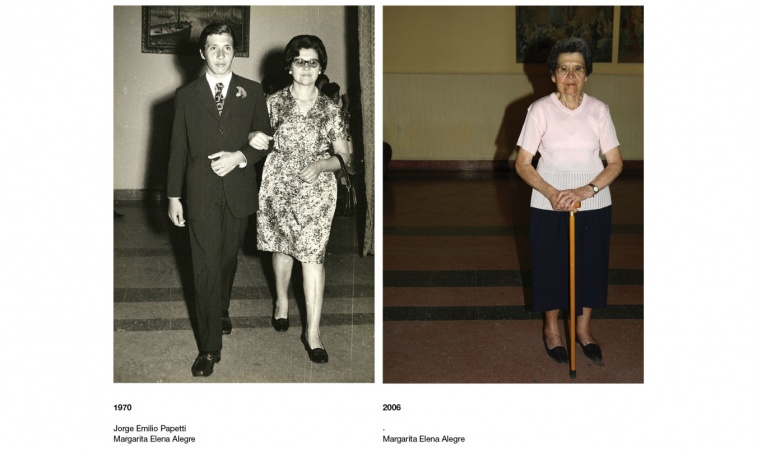 1970
Jorge Emilio Papetti
Margarita Elena Alegre
2006
.
Margarita Elena Alegre